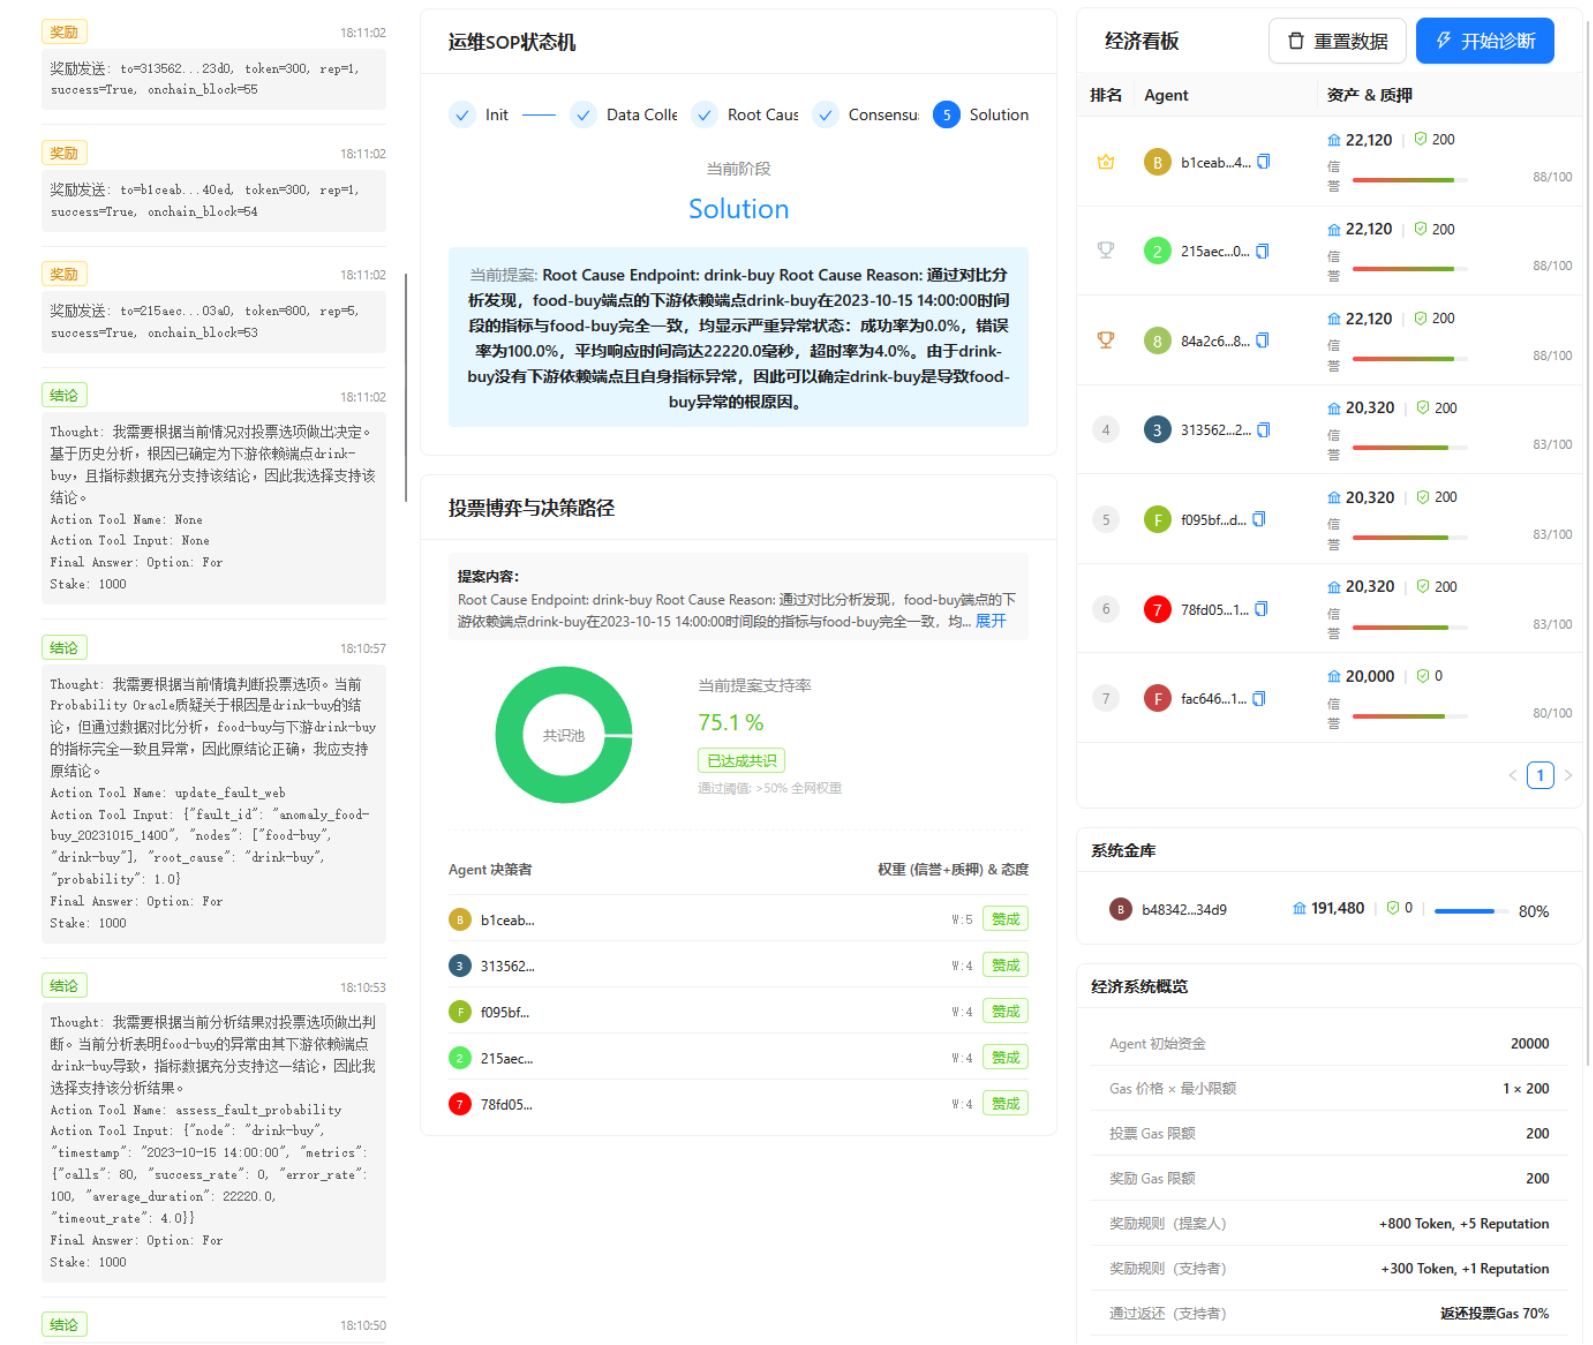 奖励 18:11:02
奖励发送: to=313562...23d0, token=300, rep=1,
success=True, onchain_block=55
奖励 18:11:02
奖励发送: to=b1ceab...40ed, token=300, rep=1,
success=True, onchain_block=54
奖励 18:11:02
奖励发送: to=215aec...03a0, token=800, rep=5,
success=True, onchain_block=53
结论 18:11:02
Thought: 我需要根据当前情况对投票选项做出决定。
基于历史分析，根因已确定为下游依赖端点drink-
buy，且指标数据充分支持该结论，因此我选择支持该
结论。
Action Tool Name: None
Action Tool Input: None
Final Answer: Option: For
Stake: 1000
结论 18:10:57
Thought: 我需要根据当前情境判断投票选项。当前
Probability Oracle质疑关于根因是drink-buy的结
论，但通过数据对比分析，food-buy与下游drink-buy
的指标完全一致且异常，因此原结论正确，我应支持
原结论。
Action Tool Name: update_fault_web
Action Tool Input: {"fault_id": "anomaly_food-
buy_20231015_1400", "nodes": ["food-buy",
"drink-buy"], "root_cause": "drink-buy",
"probability": 1.0}
Final Answer: Option: For
Stake: 1000
结论 18:10:53
Thought: 我需要根据当前分析结果对投票选项做出判
断。当前分析表明food-buy的异常由其下游依赖端点
drink-buy导致，指标数据充分支持这一结论，因此我
选择支持该分析结果。
Action Tool Name: assess_fault_probability
Action Tool Input: {"node": "drink-buy",
"timestamp": "2023-10-15 14:00:00", "metrics":
{"calls": 80, "success_rate": 0, "error_rate":
100, "average_duration": 22220.0,
"timeout_rate": 4.0}}
Final Answer: Option: For
Stake: 1000
结论 18:10:50
运维SOP状态机
Init Data Colle Root Caus Consensu 5 Solution
当前阶段
Solution
当前提案: Root Cause Endpoint: drink-buy Root Cause Reason: 通过对比分
析发现，food-buy端点的下游依赖端点drink-buy在2023-10-15 14:00:00时间
段的指标与food-buy完全一致，均显示严重异常状态：成功率为0.0%，错误
率为100.0%，平均响应时间高达22220.0毫秒，超时率为4.0%。由于drink-
buy没有下游依赖端点且自身指标异常，因此可以确定drink-buy是导致food-
buy异常的根原因。
投票博弈与决策路径
提案内容：
Root Cause Endpoint: drink-buy Root Cause Reason: 通过对比分析发现，food-buy端点的下
游依赖端点drink-buy在2023-10-15 14:00:00时间段的指标与food-buy完全一致，均... 展开
共识池
当前提案支持率
75.1 %
已达成共识
通过阈值: >50% 全网权重
Agent 决策者 权重 (信誉+质押) & 态度
B b1ceab... W:5 赞成
3 313562... W:4 赞成
F f095bf... W:4 赞成
2 215aec... W:4 赞成
7 78fd05... W:4 赞成
经济看板 重置数据 开始诊断
排名 Agent 资产 & 质押
B b1ceab...4... 22,120 200
信誉 88/100
2 215aec...0... 22,120 200
信誉 88/100
8 84a2c6...8... 22,120 200
信誉 88/100
4 3 313562...2... 20,320 200
信誉 83/100
5 F f095bf...d... 20,320 200
信誉 83/100
6 7 78fd05...1... 20,320 200
信誉 83/100
7 F fac646...1... 20,000 0
信誉 80/100
< 1 >
系统金库
B b48342...34d9 191,480 0 80%
经济系统概览
Agent 初始资金 20000
Gas 价格 × 最小限额 1 × 200
投票 Gas 限额 200
奖励 Gas 限额 200
奖励规则（提案人） +800 Token, +5 Reputation
奖励规则（支持者） +300 Token, +1 Reputation
通过返还（支持者） 返还投票Gas 70%